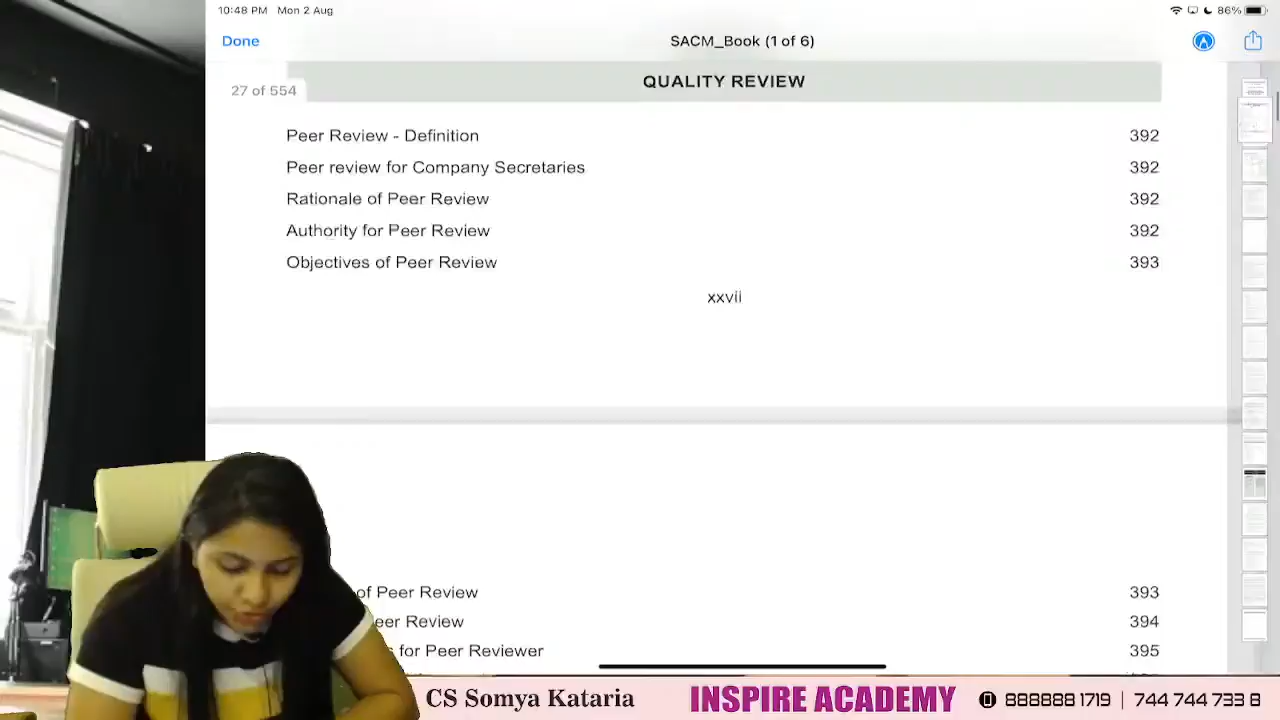 10:48 PM Mon 2 Aug
86%
Done
SACM_Book (1 of 6)
QUALITY REVIEW
27 of 554
Peer Review - Definition 392
Peer review for Company Secretaries 392
Rationale of Peer Review 392
Authority for Peer Review 392
Objectives of Peer Review 393
xxvii
of Peer Review 393
Review 394
for Peer Reviewer 395
CS Somya Kataria INSPIRE ACADEMY 888888 1719 | 744 744 733 8